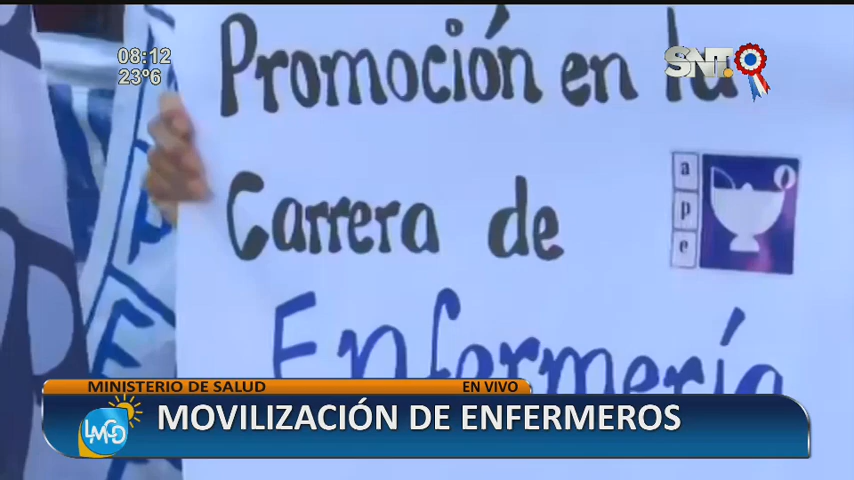 08:12
23°6
SNT.
Promoción en la
Carrera de
a
p
e
Enfermería
MINISTERIO DE SALUD
EN VIVO
LMCD
MOVILIZACIÓN DE ENFERMEROS